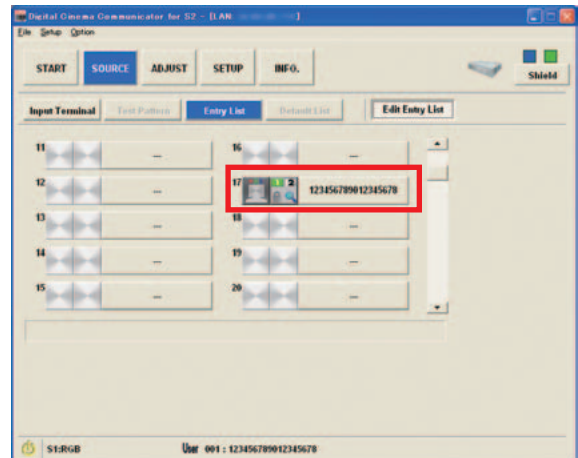 Digital Cinema Communicator for S2 - [LAN: ]
File Setup Option
START SOURCE ADJUST SETUP INFO.
Shield
Input Terminal Test Pattern Entry List Default List Edit Entry List
11 --- 16 ---
12 --- 17 1 2 123456789012345678
13 --- 18 ---
14 --- 19 ---
15 --- 20 ---
S1:RGB User 001 : 123456789012345678